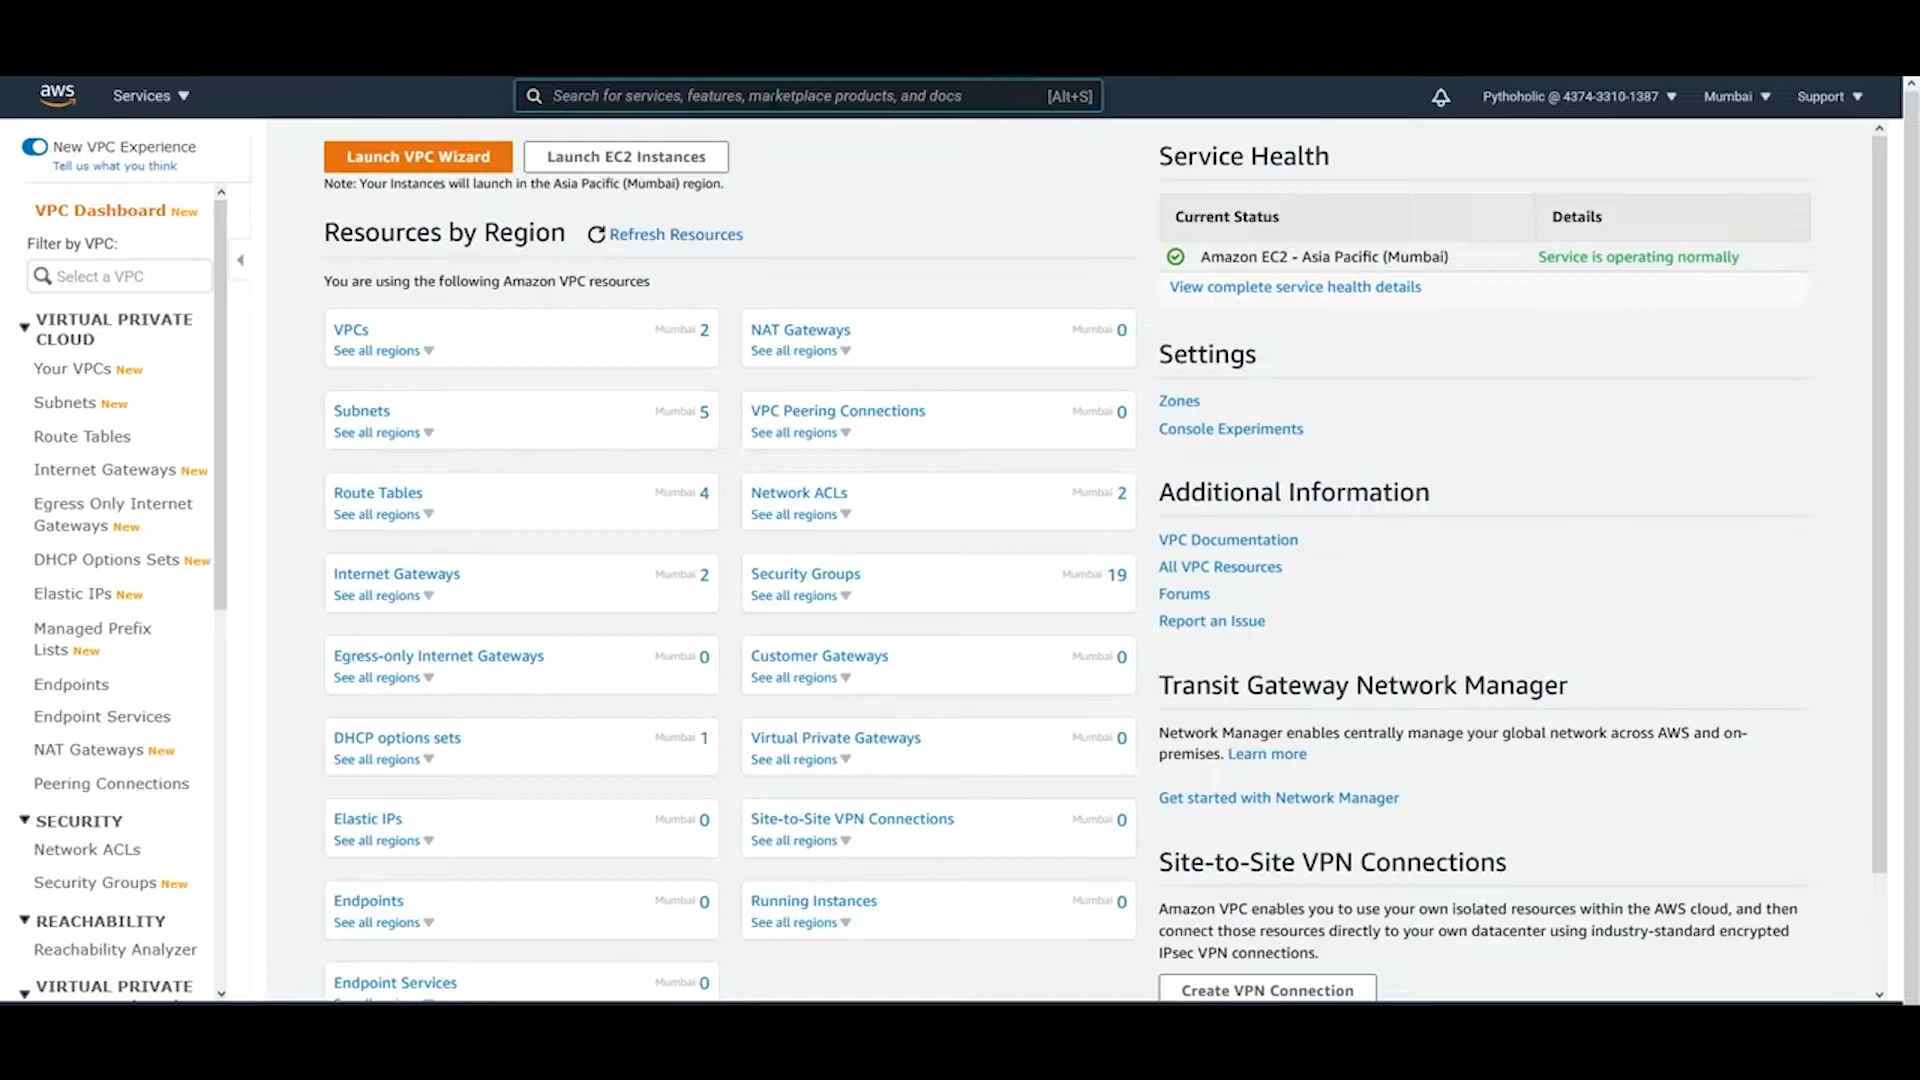 aws
Services
Search for services, features, marketplace products, and docs
[Alt+S]
Pythoholic @ 4374-3310-1387
Mumbai
Support
New VPC Experience
Tell us what you think
VPC Dashboard New
Filter by VPC:
Select a VPC
VIRTUAL PRIVATE
CLOUD
Your VPCs New
Subnets New
Route Tables
Internet Gateways New
Egress Only Internet
Gateways New
DHCP Options Sets New
Elastic IPs New
Managed Prefix
Lists New
Endpoints
Endpoint Services
NAT Gateways New
Peering Connections
SECURITY
Network ACLs
Security Groups New
REACHABILITY
Reachability Analyzer
VIRTUAL PRIVATE
Launch VPC Wizard
Launch EC2 Instances
Note: Your Instances will launch in the Asia Pacific (Mumbai) region.
Resources by Region
Refresh Resources
You are using the following Amazon VPC resources
VPCs Mumbai 2
See all regions
NAT Gateways Mumbai 0
See all regions
Subnets Mumbai 5
See all regions
VPC Peering Connections Mumbai 0
See all regions
Route Tables Mumbai 4
See all regions
Network ACLs Mumbai 2
See all regions
Internet Gateways Mumbai 2
See all regions
Security Groups Mumbai 19
See all regions
Egress-only Internet Gateways Mumbai 0
See all regions
Customer Gateways Mumbai 0
See all regions
DHCP options sets Mumbai 1
See all regions
Virtual Private Gateways Mumbai 0
See all regions
Elastic IPs Mumbai 0
See all regions
Site-to-Site VPN Connections Mumbai 0
See all regions
Endpoints Mumbai 0
See all regions
Running Instances Mumbai 0
See all regions
Endpoint Services Mumbai 0
Service Health
Current Status Details
Amazon EC2 - Asia Pacific (Mumbai) Service is operating normally
View complete service health details
Settings
Zones
Console Experiments
Additional Information
VPC Documentation
All VPC Resources
Forums
Report an Issue
Transit Gateway Network Manager
Network Manager enables centrally manage your global network across AWS and on-
premises. Learn more
Get started with Network Manager
Site-to-Site VPN Connections
Amazon VPC enables you to use your own isolated resources within the AWS cloud, and then
connect those resources directly to your own datacenter using industry-standard encrypted
IPsec VPN connections.
Create VPN Connection